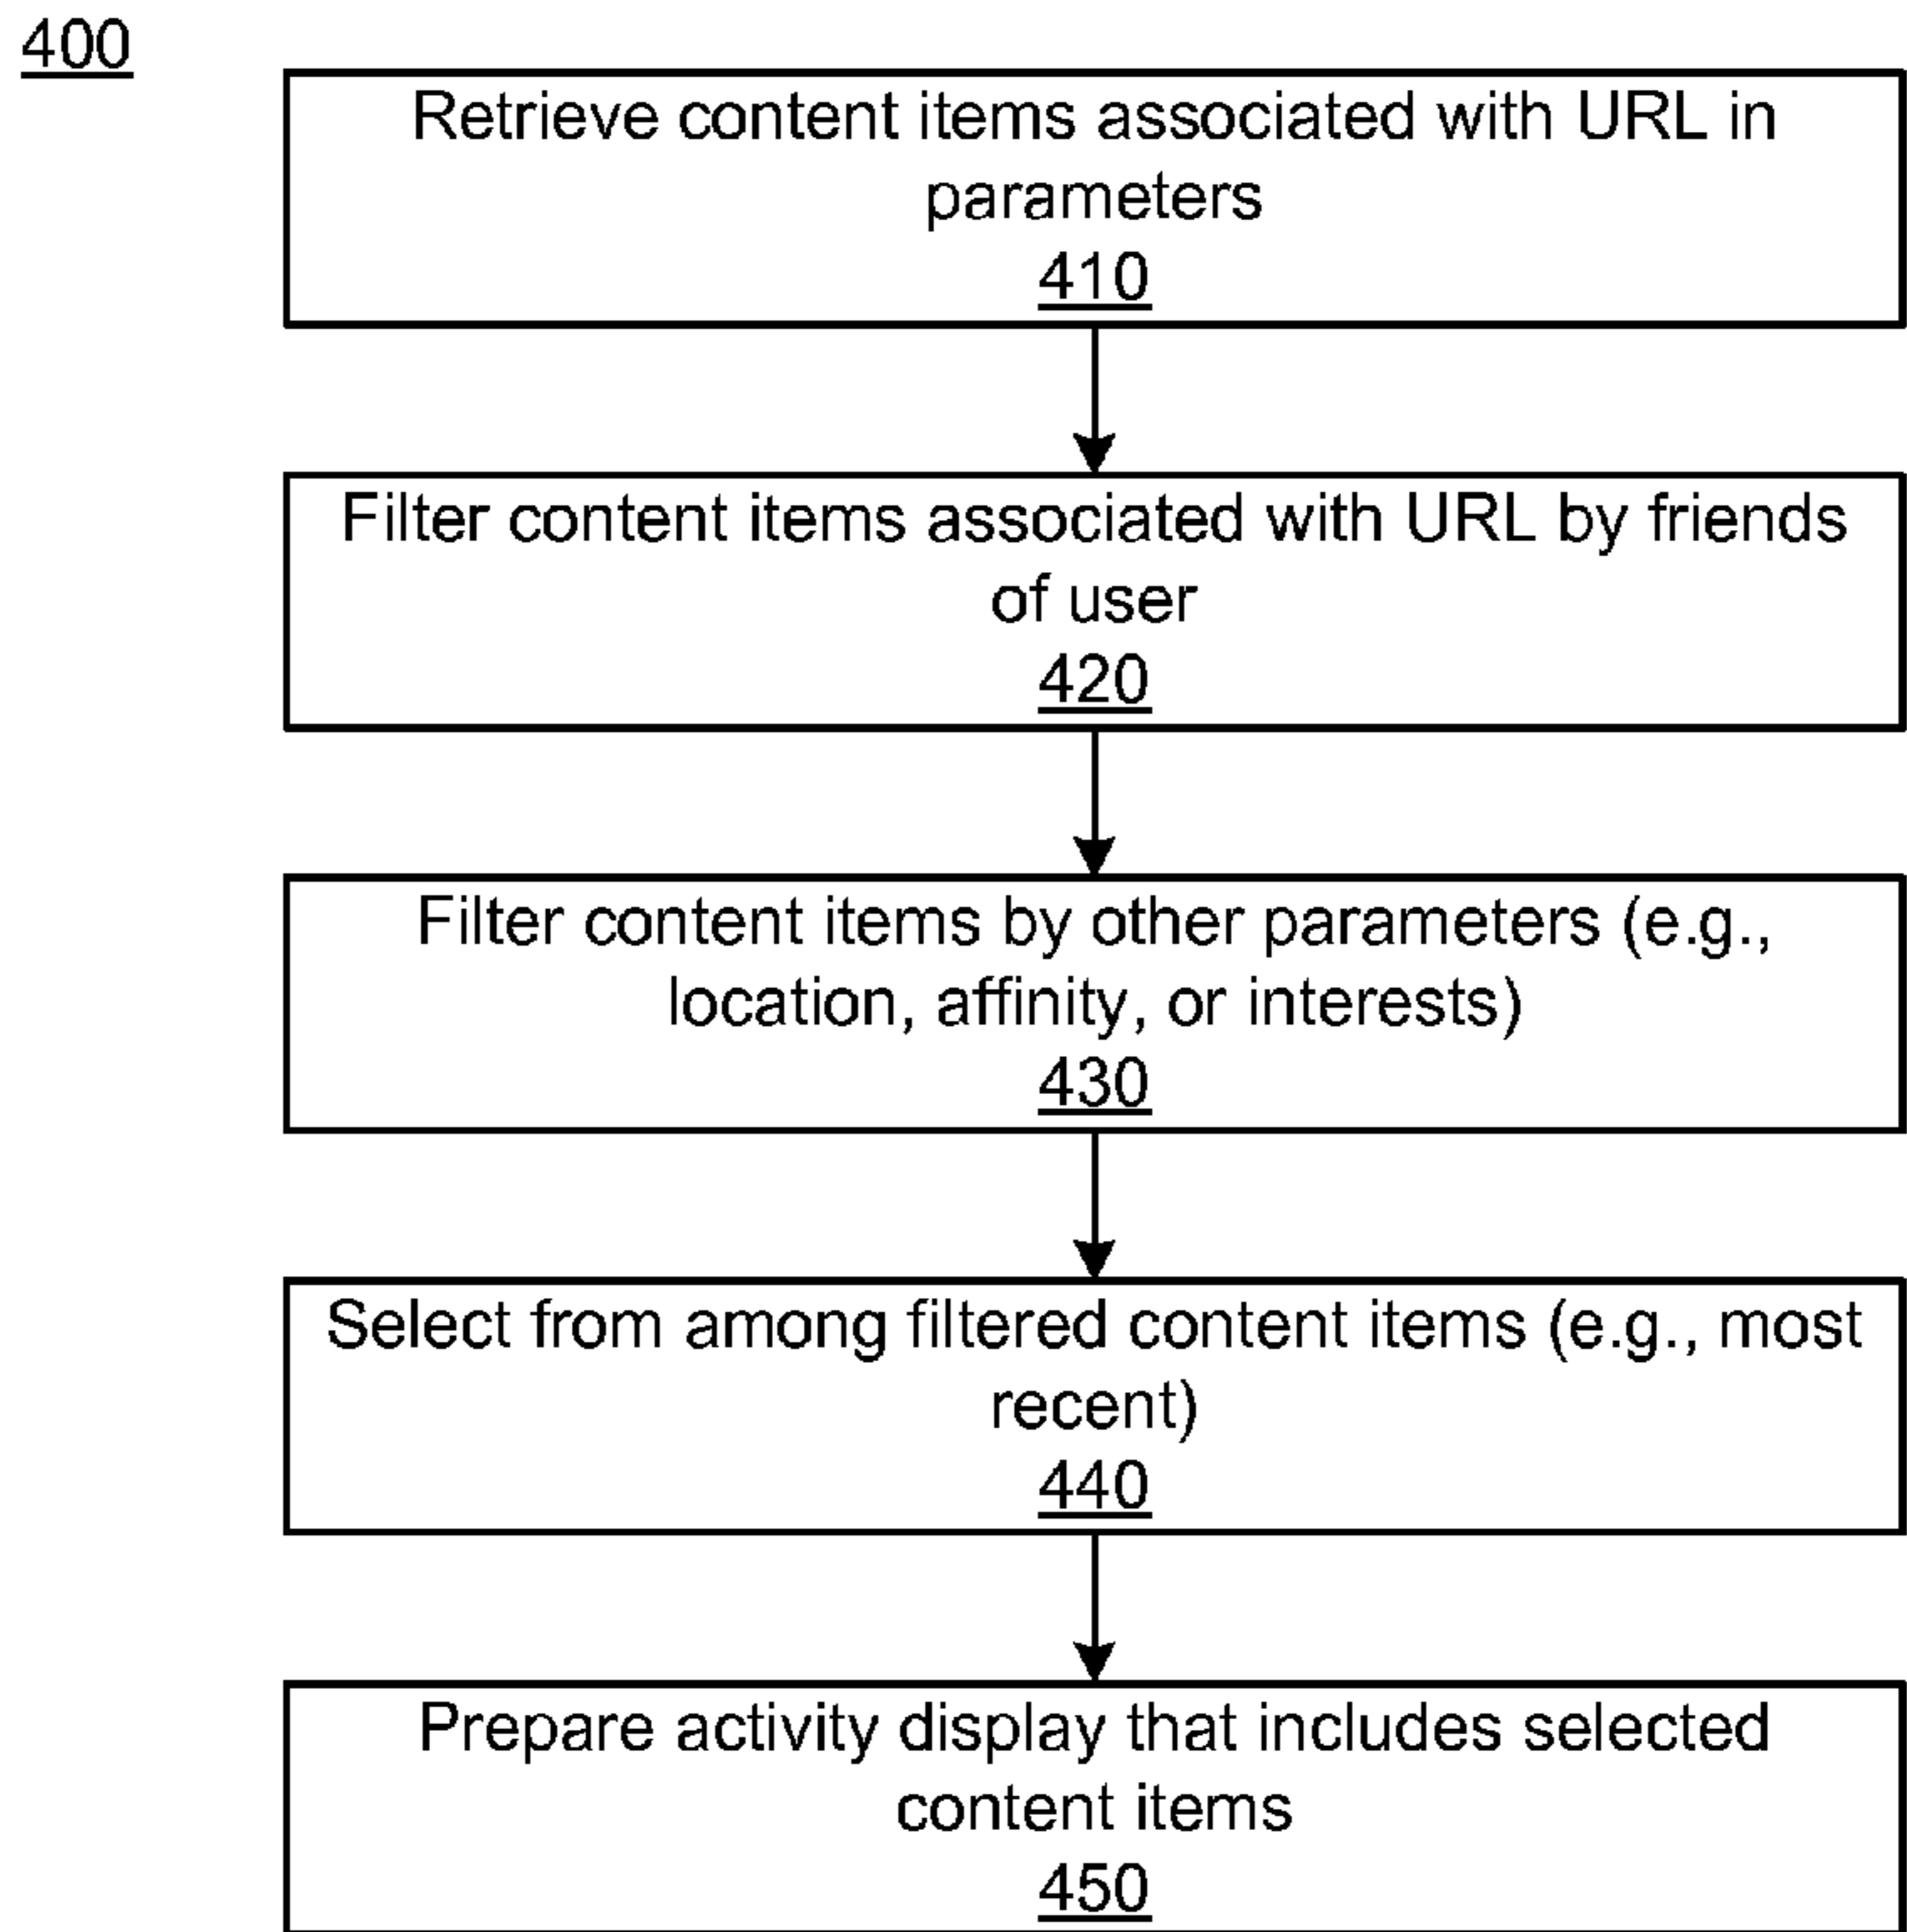 400
Retrieve content items associated with URL in
parameters
410
Filter content items associated with URL by friends
of user
420
Filter content items by other parameters (e.g.,
location, affinity, or interests)
430
Select from among filtered content items (e.g., most
recent)
440
Prepare activity display that includes selected
content items
450